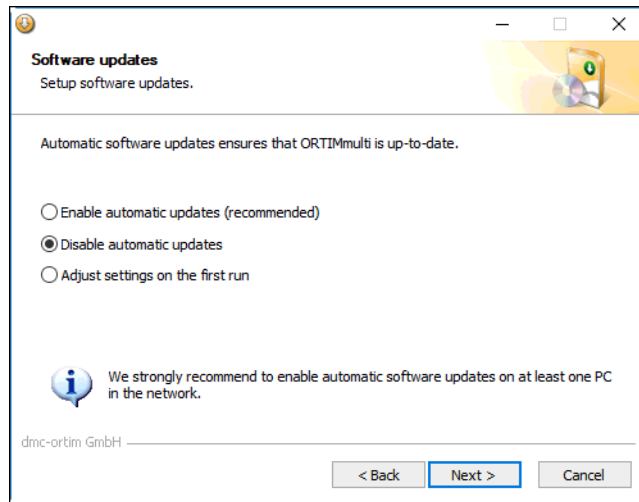 Software updates
Setup software updates.
Automatic software updates ensures that ORTIMmulti is up-to-date.
Enable automatic updates (recommended)
Disable automatic updates
Adjust settings on the first run
We strongly recommend to enable automatic software updates on at least one PC
in the network.
dmc-ortim GmbH
< Back Next > Cancel